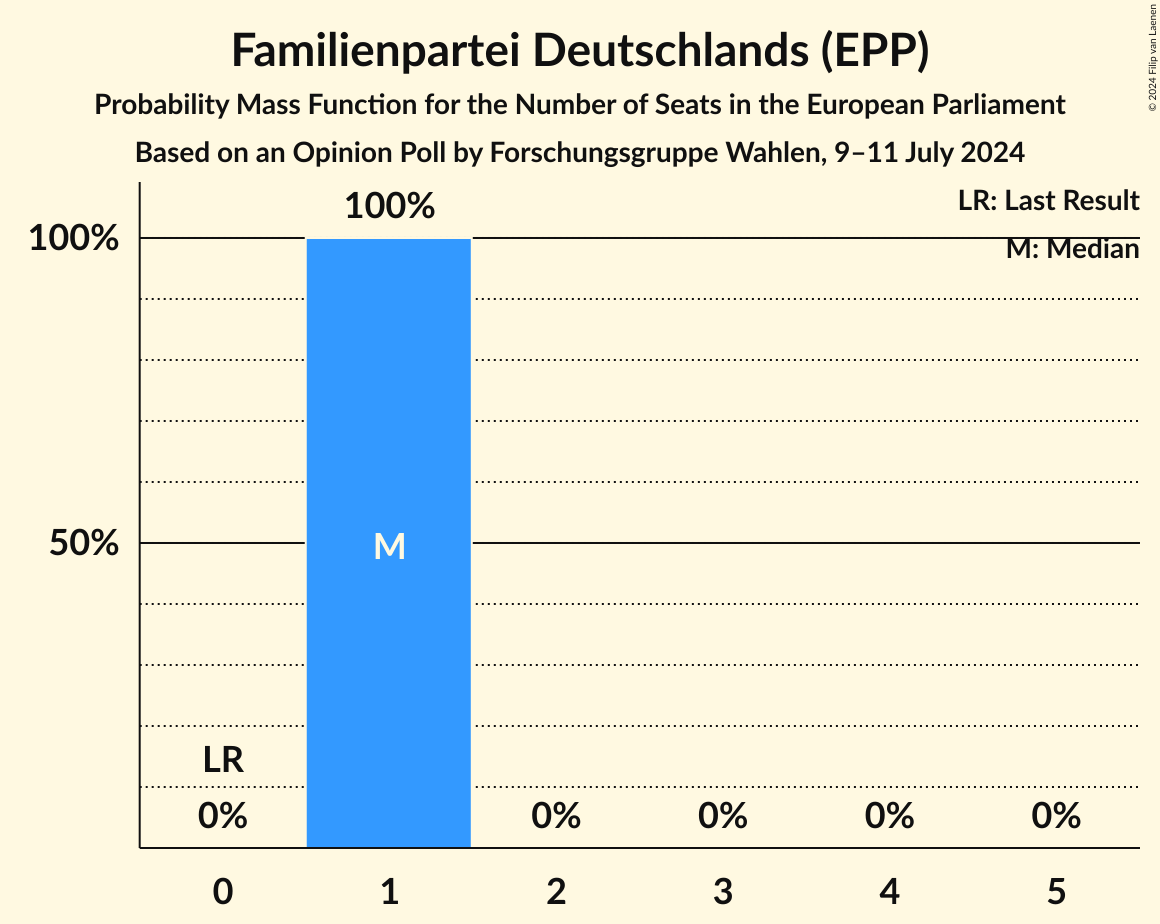 Familienpartei Deutschlands (EPP)
Probability Mass Function for the Number of Seats in the European Parliament
Based on an Opinion Poll by Forschungsgruppe Wahlen, 9–11 July 2024
© 2024 Filip van Laenen
LR: Last Result
M: Median
100%
100%
50%
M
LR
0%
0%
0%
0%
0%
0
1
2
3
4
5